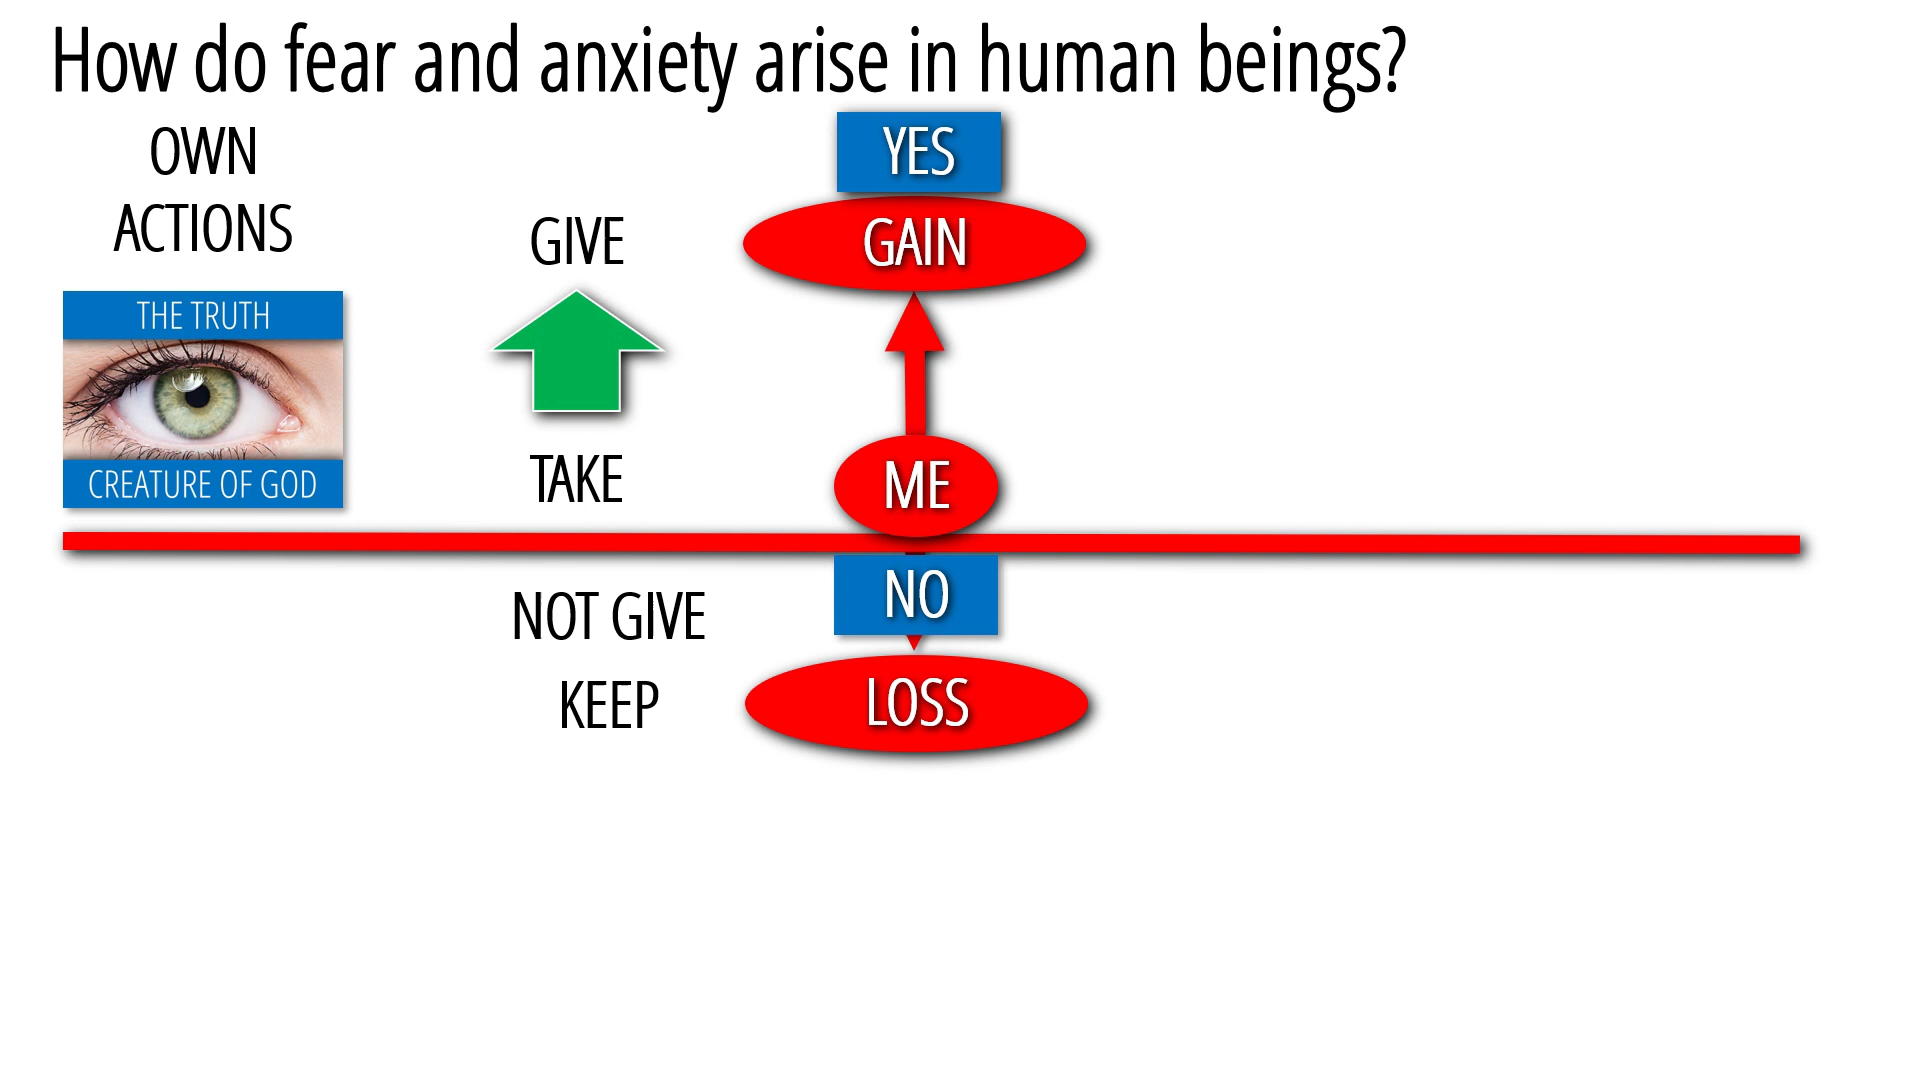 How do fear and anxiety arise in human beings?
OWN
ACTIONS
YES
GIVE
GAIN
THE TRUTH
CREATURE OF GOD
TAKE
ME
NOT GIVE
NO
KEEP
LOSS